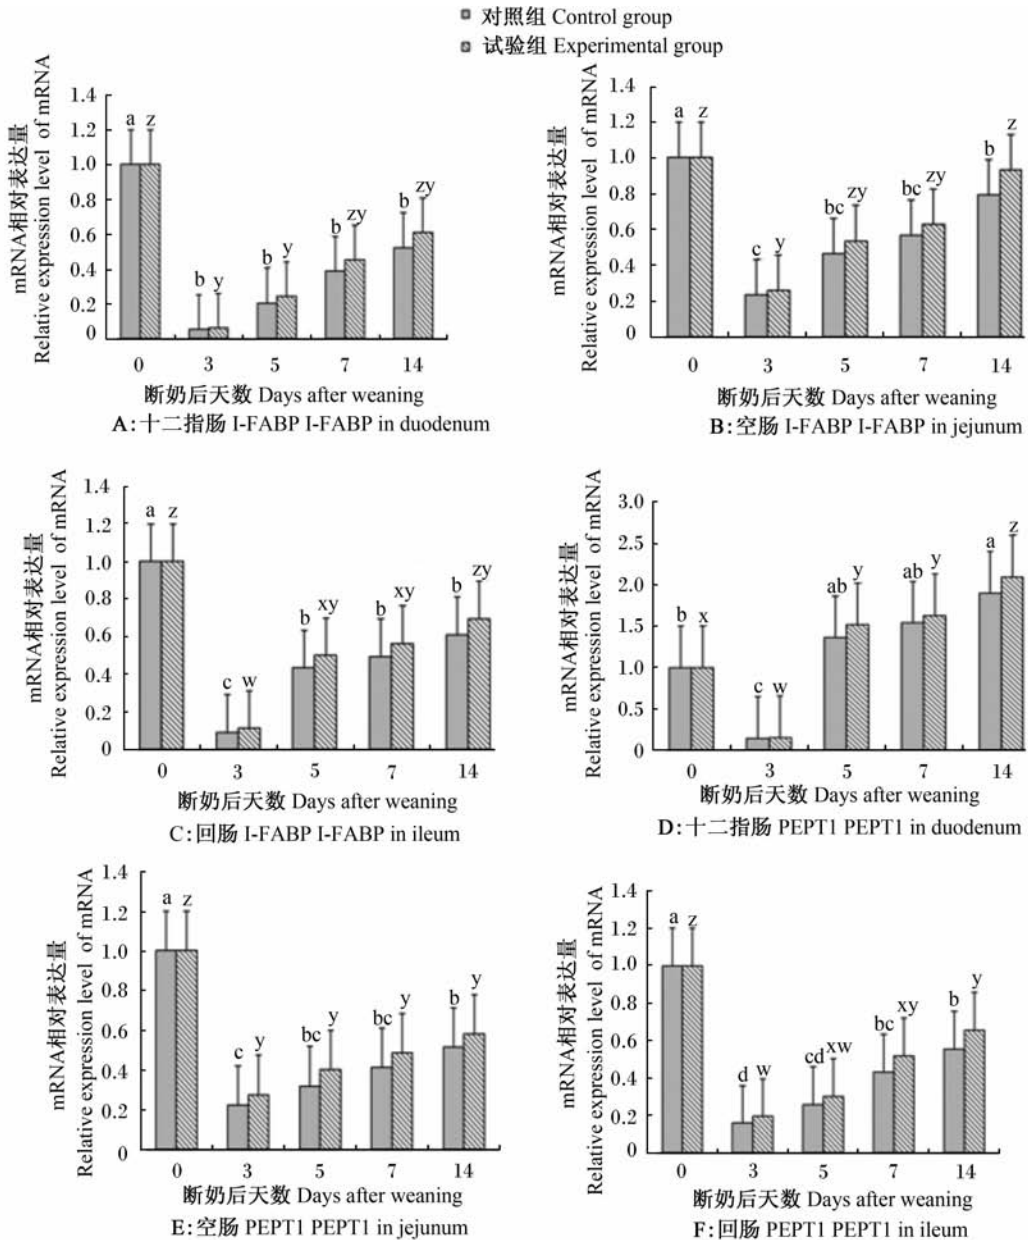 对照组 Control group
试验组 Experimental group
mRNA相对表达量
Relative expression level of mRNA
1.4
1.2
1.0
0.8
0.6
0.4
0.2
0
a z
b y
b y
b zy
b zy
0 3 5 7 14
断奶后天数 Days after weaning
A:十二指肠 I-FABP I-FABP in duodenum
mRNA相对表达量
Relative expression level of mRNA
1.4
1.2
1.0
0.8
0.6
0.4
0.2
0
a z
c y
bc zy
bc zy
b z
0 3 5 7 14
断奶后天数 Days after weaning
B:空肠 I-FABP I-FABP in jejunum
mRNA相对表达量
Relative expression level of mRNA
1.4
1.2
1.0
0.8
0.6
0.4
0.2
0
a z
c w
b xy
b xy
b zy
0 3 5 7 14
断奶后天数 Days after weaning
C:回肠 I-FABP I-FABP in ileum
mRNA相对表达量
Relative expression level of mRNA
3.0
2.5
2.0
1.5
1.0
0.5
0
b x
c w
ab y
ab y
a z
0 3 5 7 14
断奶后天数 Days after weaning
D:十二指肠 PEPT1 PEPT1 in duodenum
mRNA相对表达量
Relative expression level of mRNA
1.4
1.2
1.0
0.8
0.6
0.4
0.2
0
a z
c y
bc y
bc y
b y
0 3 5 7 14
断奶后天数 Days after weaning
E:空肠 PEPT1 PEPT1 in jejunum
mRNA相对表达量
Relative expression level of mRNA
1.4
1.2
1.0
0.8
0.6
0.4
0.2
0
a z
d w
cd xw
bc xy
b y
0 3 5 7 14
断奶后天数 Days after weaning
F:回肠 PEPT1 PEPT1 in ileum